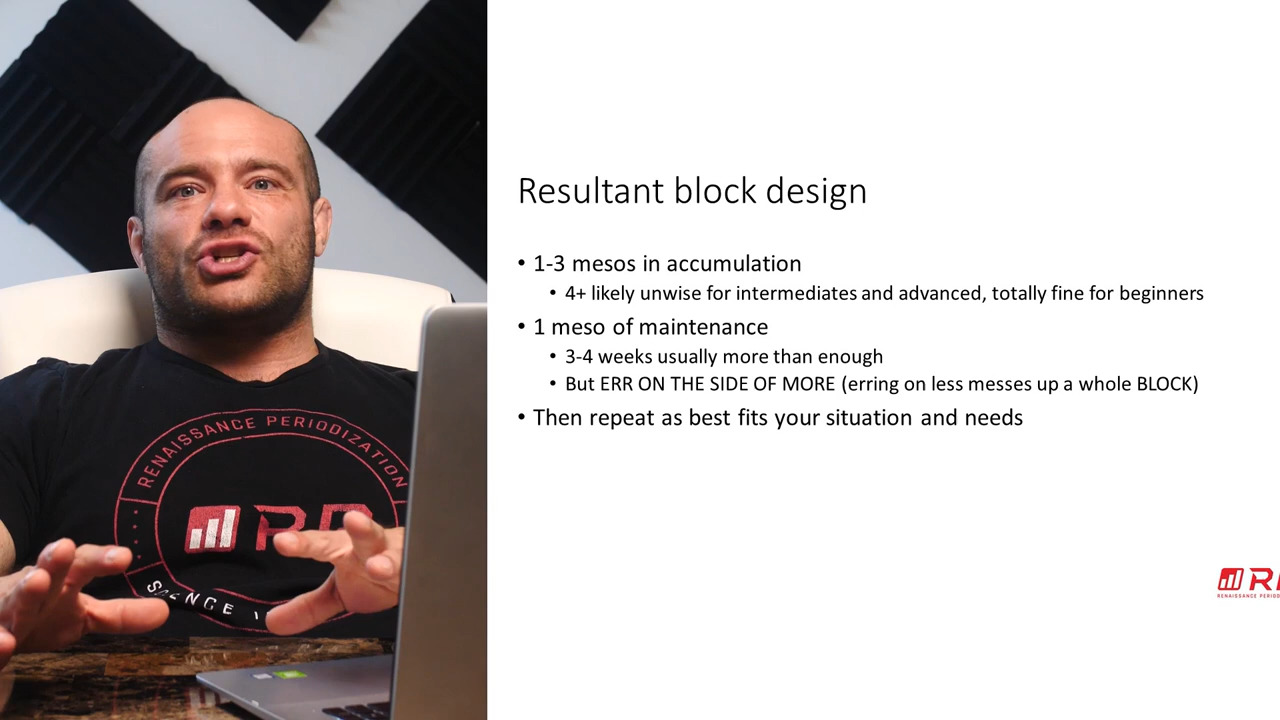 Resultant block design
• 1-3 mesos in accumulation
• 4+ likely unwise for intermediates and advanced, totally fine for beginners
• 1 meso of maintenance
• 3-4 weeks usually more than enough
• But ERR ON THE SIDE OF MORE (erring on less messes up a whole BLOCK)
• Then repeat as best fits your situation and needs
RENAISSANCE PERIODIZATION
RP